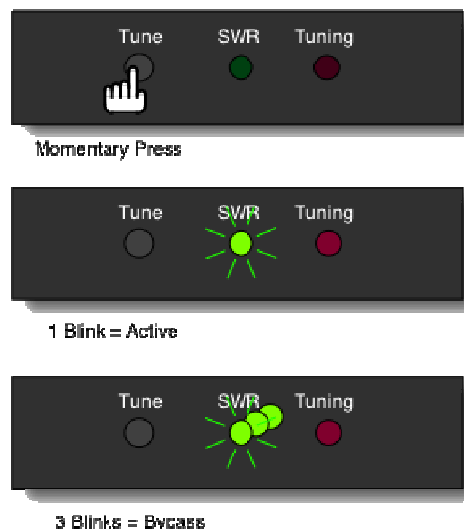 Tune SWR Tuning
Momentary Press
Tune SWR Tuning
1 Blink = Active
Tune SWR Tuning
3 Blinks = Bypass